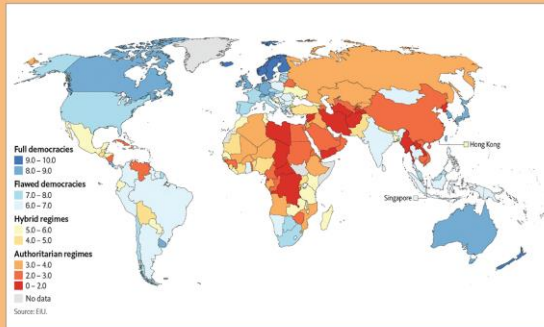 Hong Kong
Singapore
Full democracies
9.0 – 10.0
8.0 – 9.0
Flawed democracies
7.0 – 8.0
6.0 – 7.0
Hybrid regimes
5.0 – 6.0
4.0 – 5.0
Authoritarian regimes
3.0 – 4.0
2.0 – 3.0
0 – 2.0
No data
Source: EIU.